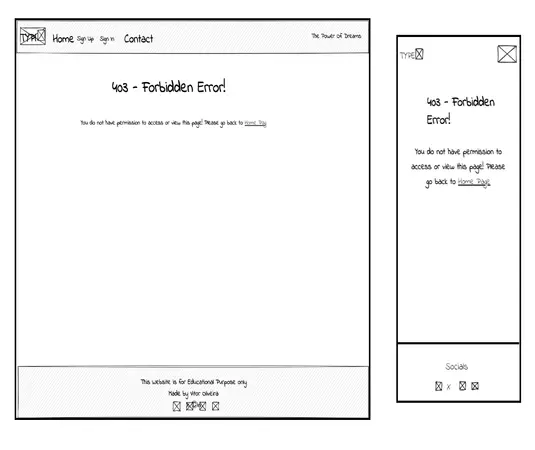 TYPE
Home Sign Up Sign In Contact
The Power Of Dreams
403 - Forbidden Error!
You do not have permission to access or view this page! Please go back to Home Pag
This website is for Educational Purpose only
Made by Vitor Oliveira
TYPE
403 - Forbidden
Error!
You do not have permission to
access or view this page! Please
go back to Home Page
Socials
X